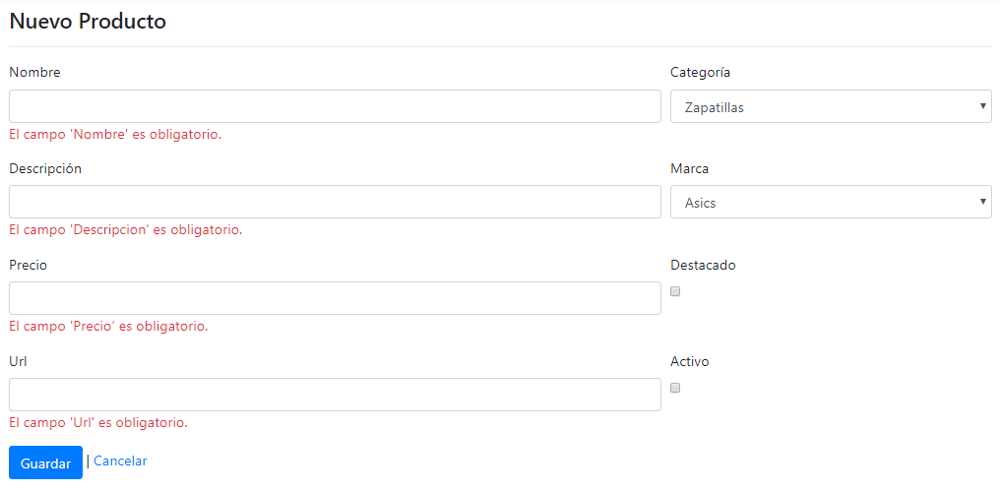 Nuevo Producto
Nombre
Categoría
Zapatillas
El campo 'Nombre' es obligatorio.
Descripción
Marca
Asics
El campo 'Descripcion' es obligatorio.
Precio
Destacado
El campo 'Precio' es obligatorio.
Url
Activo
El campo 'Url' es obligatorio.
Guardar | Cancelar